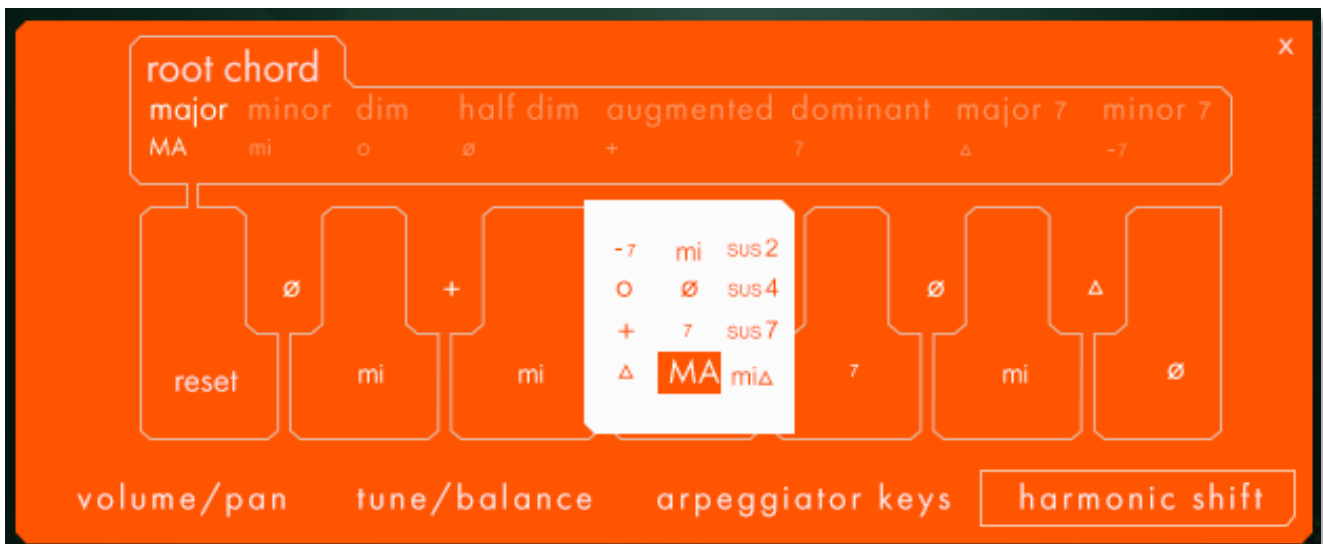 x
root chord
major minor dim half dim augmented dominant major 7 minor 7
MA mi o ø + 7 Δ -7
-7 mi sus2
ø + o ø sus4 ø Δ
+ 7 sus7
reset mi mi Δ MA miΔ 7 mi ø
volume/pan tune/balance arpeggiator keys harmonic shift